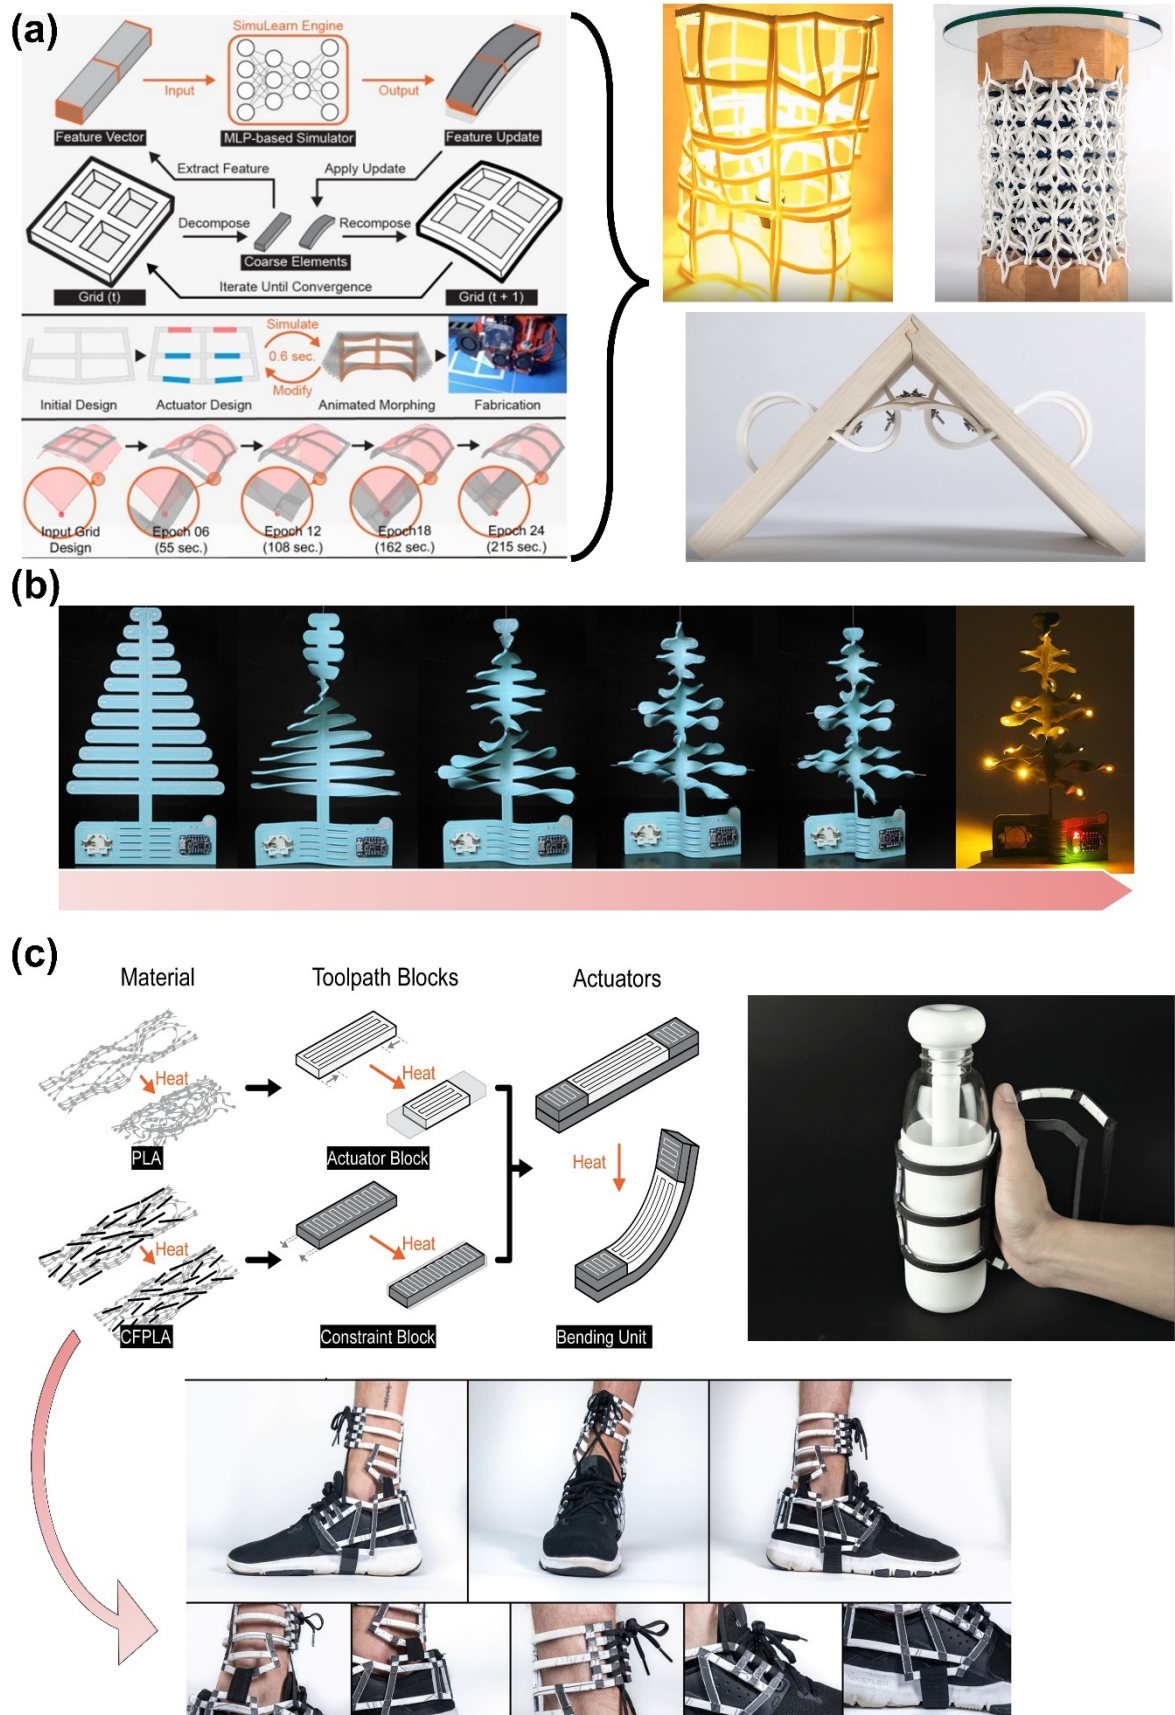 (a)
SimuLearn Engine
Input
Output
Feature Vector
MLP-based Simulator
Feature Update
Extract Feature
Apply Update
Decompose
Recompose
Coarse Elements
Iterate Until Convergence
Grid (t)
Grid (t + 1)
Simulate
0.6 sec.
Modify
Initial Design
Actuator Design
Animated Morphing
Fabrication
Input Grid
Design
Epoch 06
(55 sec.)
Epoch 12
(108 sec.)
Epoch18
(162 sec.)
Epoch 24
(215 sec.)
(b)
(c)
Material
Toolpath Blocks
Actuators
Heat
Heat
PLA
Actuator Block
Heat
Heat
Heat
CFPLA
Constraint Block
Bending Unit